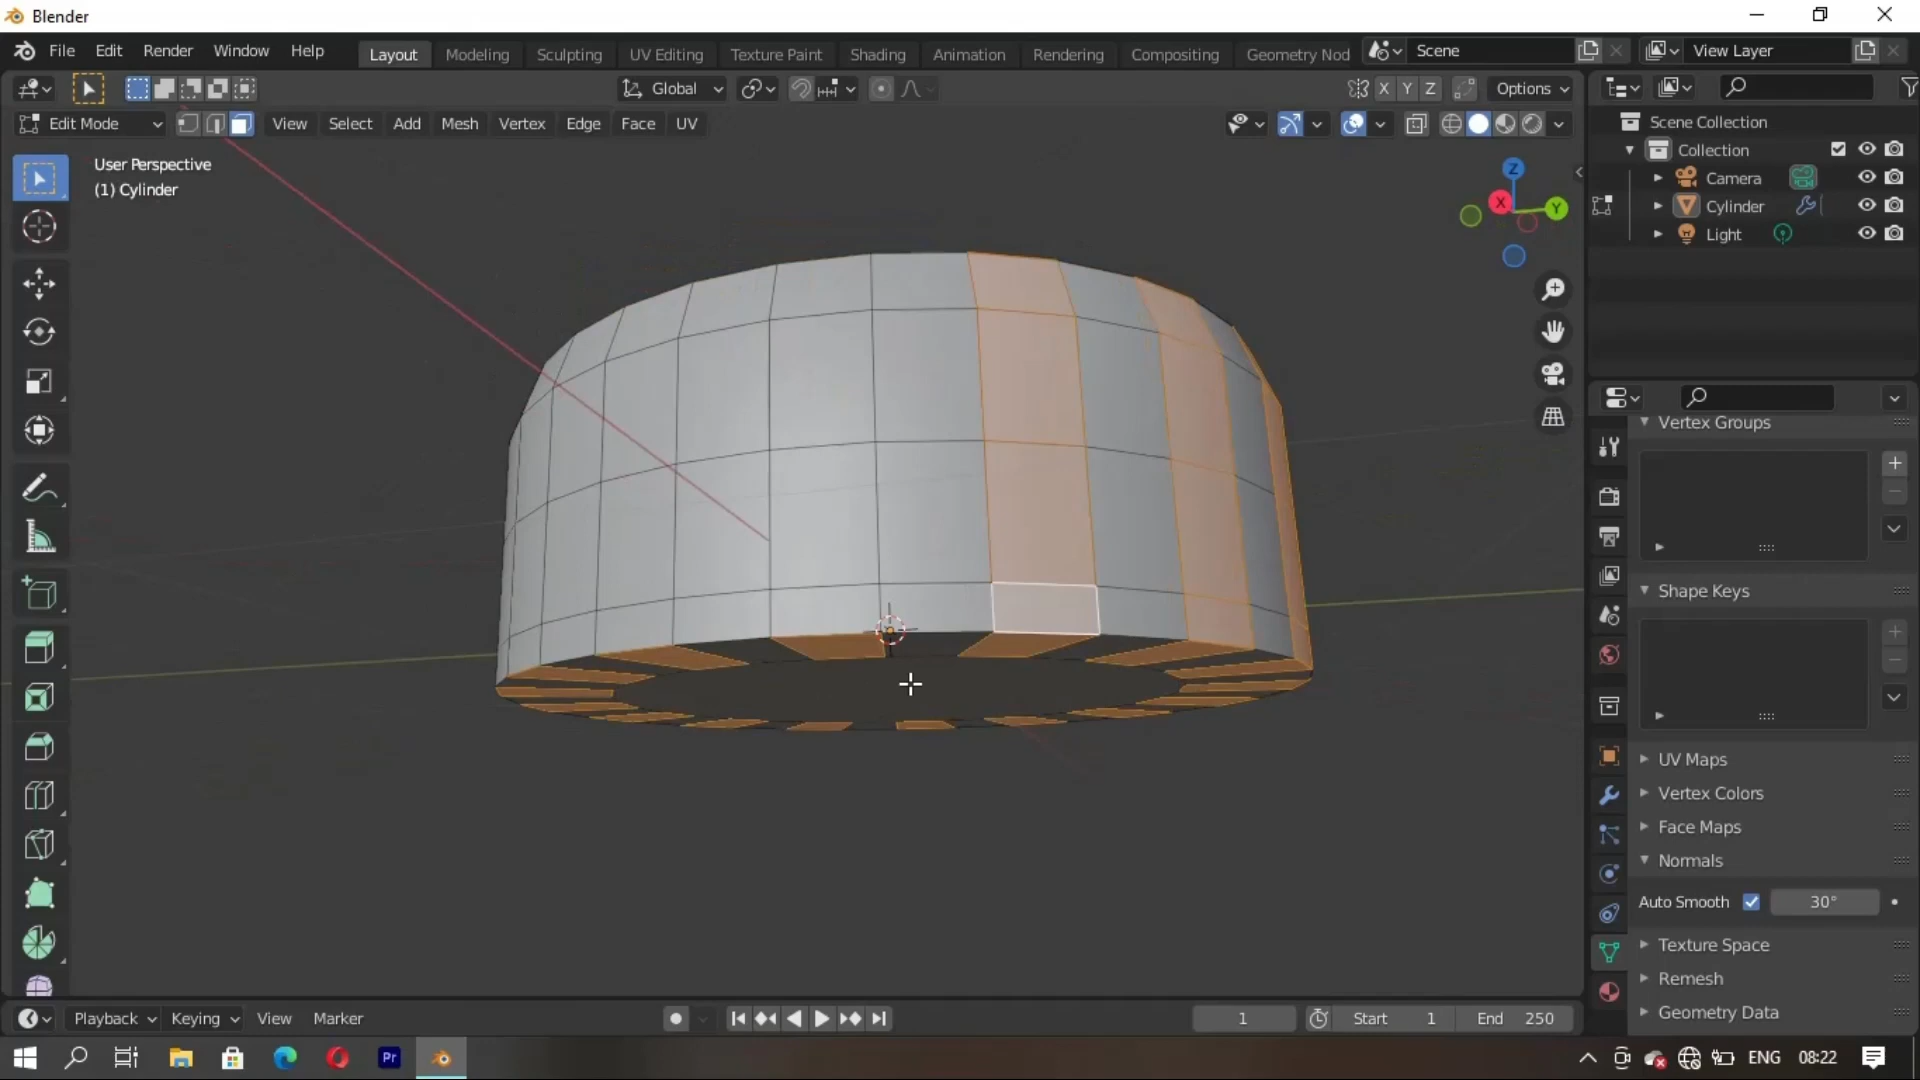 Blender
File Edit Render Window Help Layout Modeling Sculpting UV Editing Texture Paint Shading Animation Rendering Compositing Geometry Nod Scene View Layer
Global X Y Z Options
Edit Mode View Select Add Mesh Vertex Edge Face UV
User Perspective
(1) Cylinder
Z
X
Y
Scene Collection
Collection
Camera
Cylinder
Light
Vertex Groups
Shape Keys
UV Maps
Vertex Colors
Face Maps
Normals
Auto Smooth 30°
Texture Space
Remesh
Geometry Data
Playback Keying View Marker 1 Start 1 End 250
Pr ENG 08:22